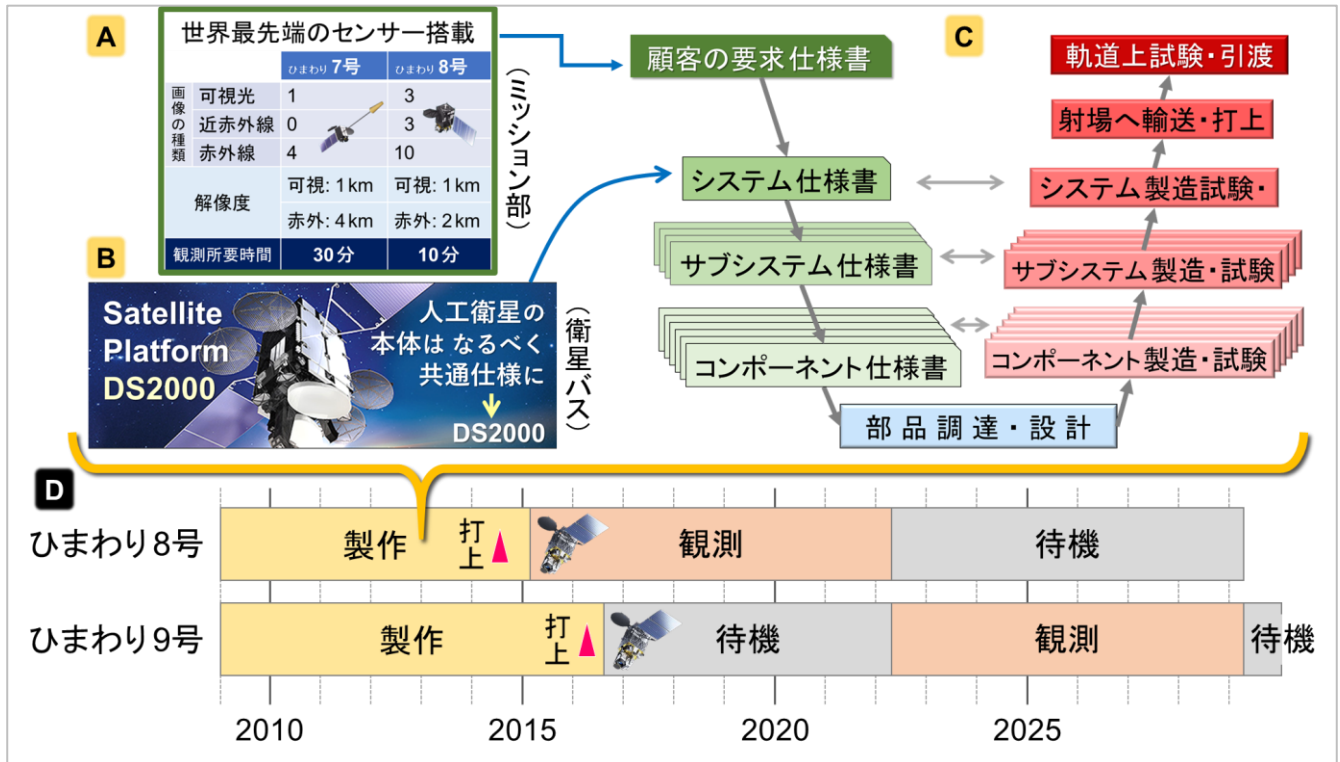 A
世界最先端のセンサー搭載
ひまわり7号 ひまわり8号
画像の種類
可視光 1 3
近赤外線 0 3
赤外線 4 10
解像度
可視: 1km 可視: 1km
赤外: 4km 赤外: 2km
観測所要時間 30分 10分
(ミッション部)
B
Satellite
Platform
DS2000
人工衛星の
本体は なるべく
共通仕様に
DS2000
(衛星バス)
C
顧客の要求仕様書
システム仕様書
サブシステム仕様書
コンポーネント仕様書
部品調達・設計
軌道上試験・引渡
射場へ輸送・打上
システム製造試験・
サブシステム製造・試験
コンポーネント製造・試験
D
ひまわり8号 製作 打上 観測 待機
ひまわり9号 製作 打上 待機 観測 待機
2010 2015 2020 2025